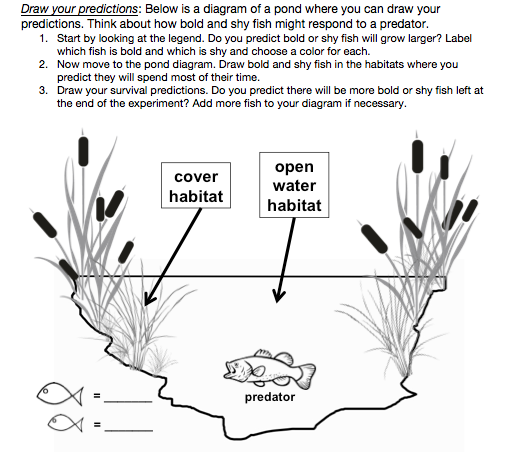 Draw your predictions: Below is a diagram of a pond where you can draw your
predictions. Think about how bold and shy fish might respond to a predator.
1. Start by looking at the legend. Do you predict bold or shy fish will grow larger? Label
which fish is bold and which is shy and choose a color for each.
2. Now move to the pond diagram. Draw bold and shy fish in the habitats where you
predict they will spend most of their time.
3. Draw your survival predictions. Do you predict there will be more bold or shy fish left at
the end of the experiment? Add more fish to your diagram if necessary.
cover
habitat
open
water
habitat
predator
= ______
= ______